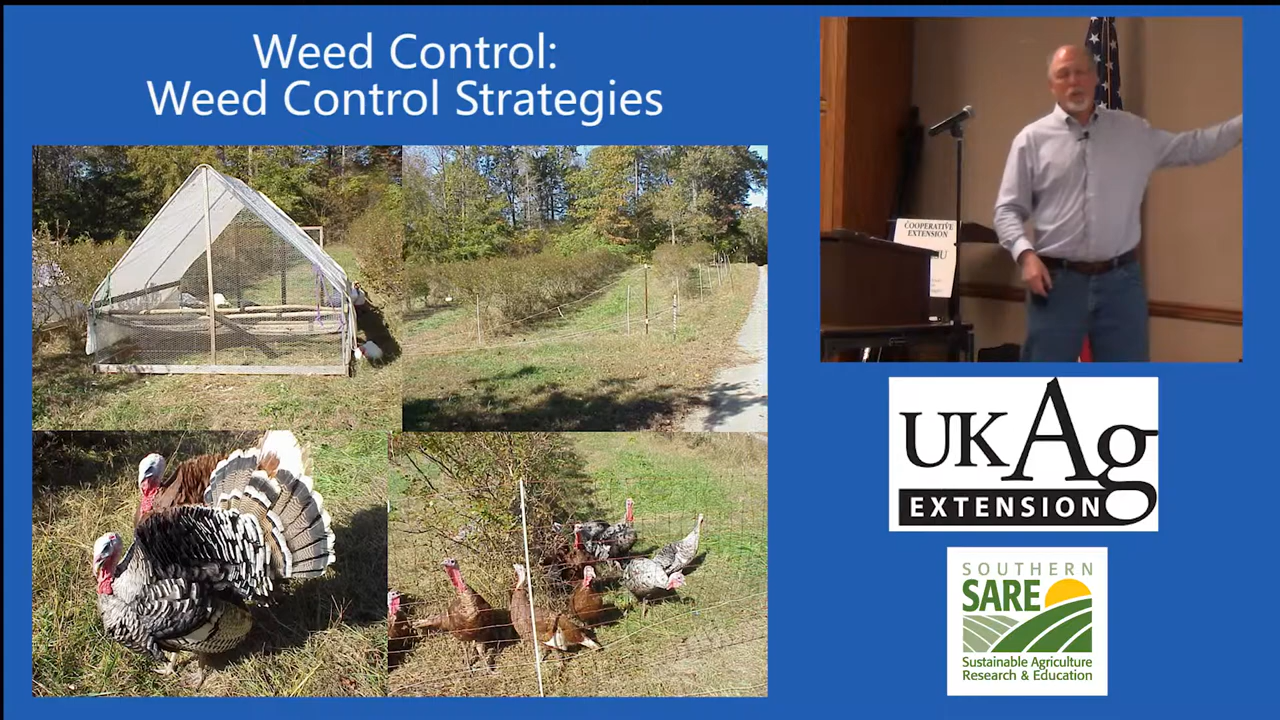 Weed Control:
Weed Control Strategies
COOPERATIVE
EXTENSION
UKAg
EXTENSION
SOUTHERN
SARE
Sustainable Agriculture
Research & Education